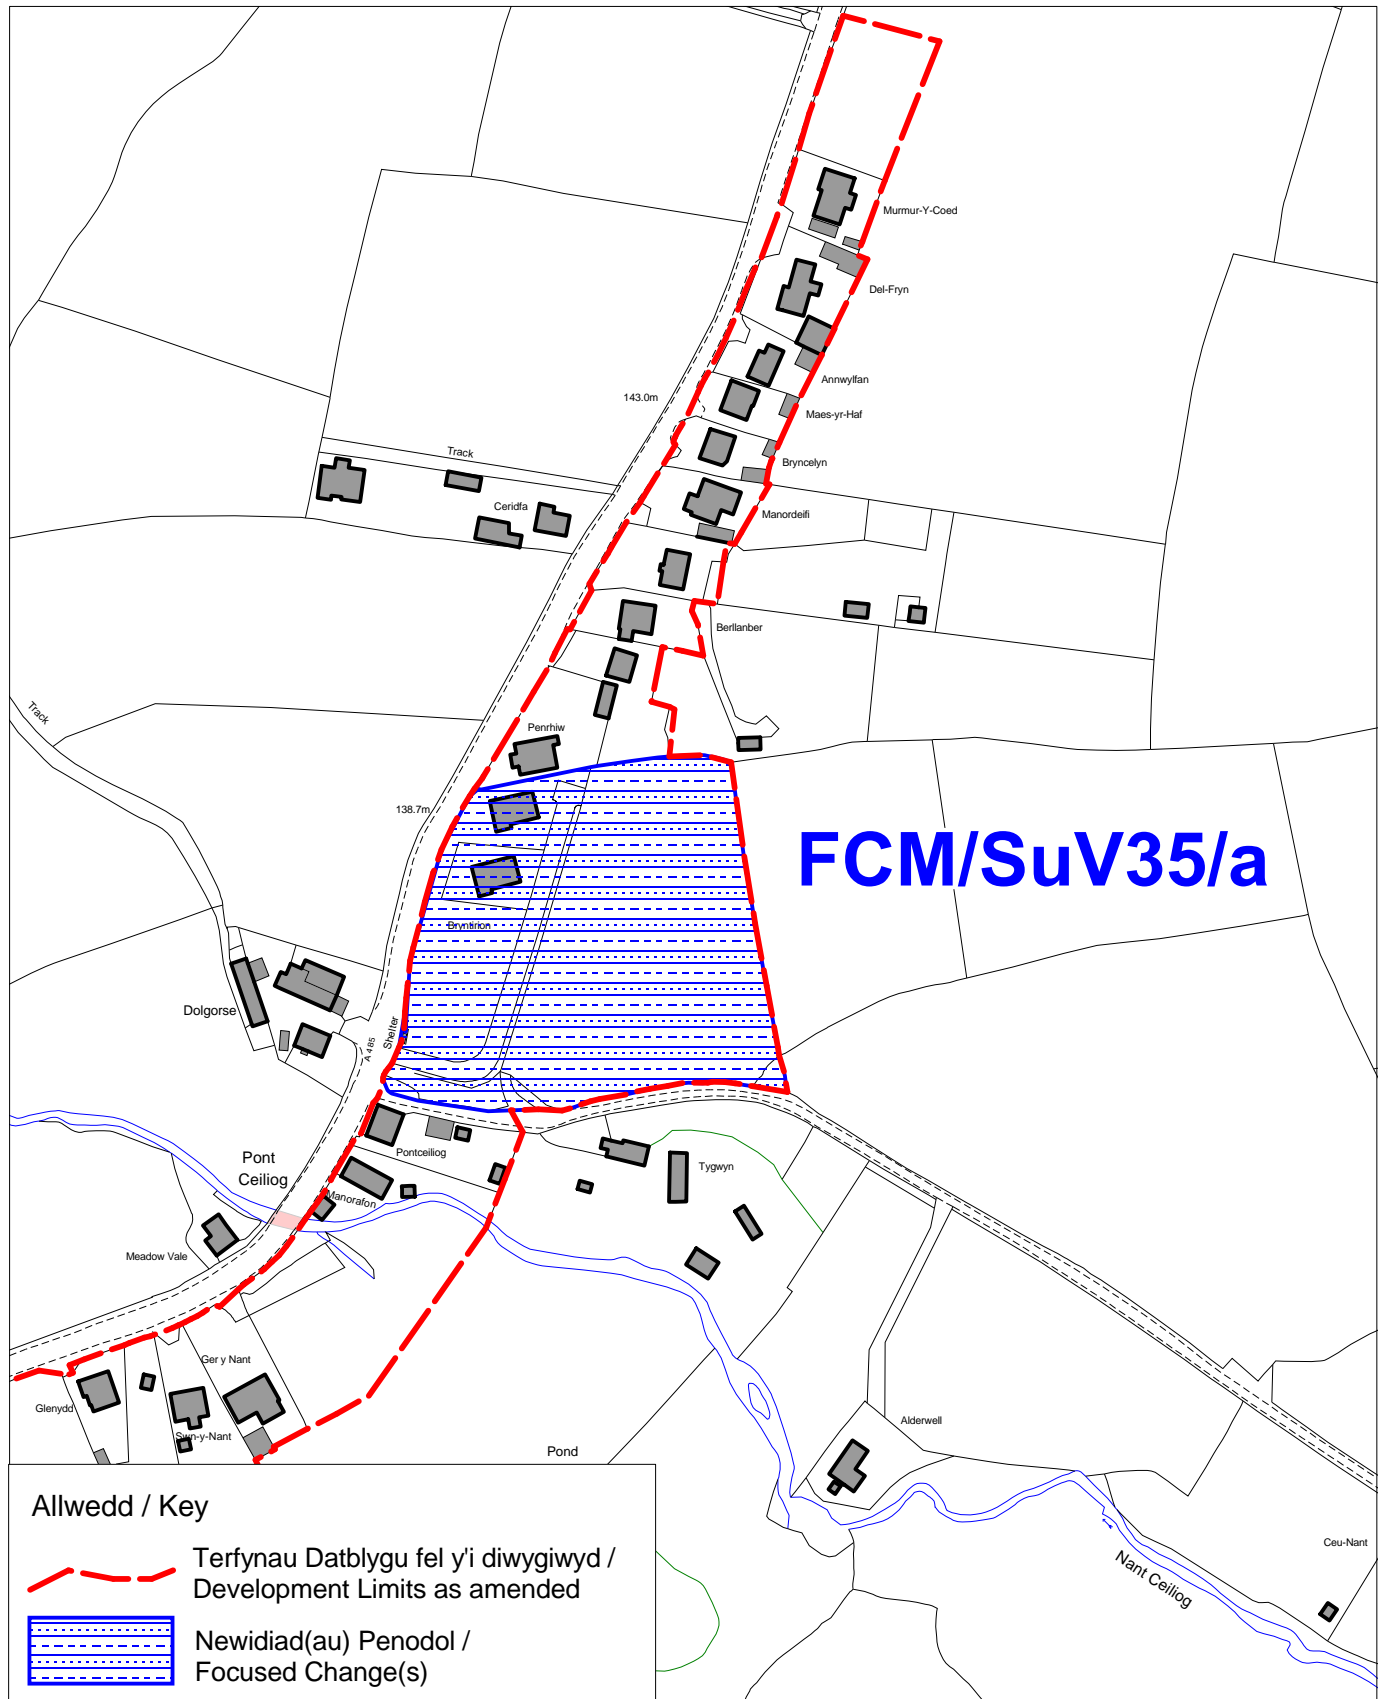 Murmur-Y-Coed
Del-Fryn
Annwylfan
143.0m
Maes-yr-Haf
Track
Bryncelyn
Ceridfa
Manordeifi
Berllanber
Track
Penrhiw
138.7m
FCM/SuV35/a
Bryntirion
Dolgorse
Shelter
A 485
Pont
Ceiliog
Pontceiliog
Tygwyn
Manorafon
Meadow Vale
Ger y Nant
Glenydd
Swn-y-Nant
Alderwell
Pond
Nant Ceiliog
Ceu-Nant
Allwedd / Key
Terfynau Datblygu fel y'i diwygiwyd /
Development Limits as amended
Newidiad(au) Penodol /
Focused Change(s)